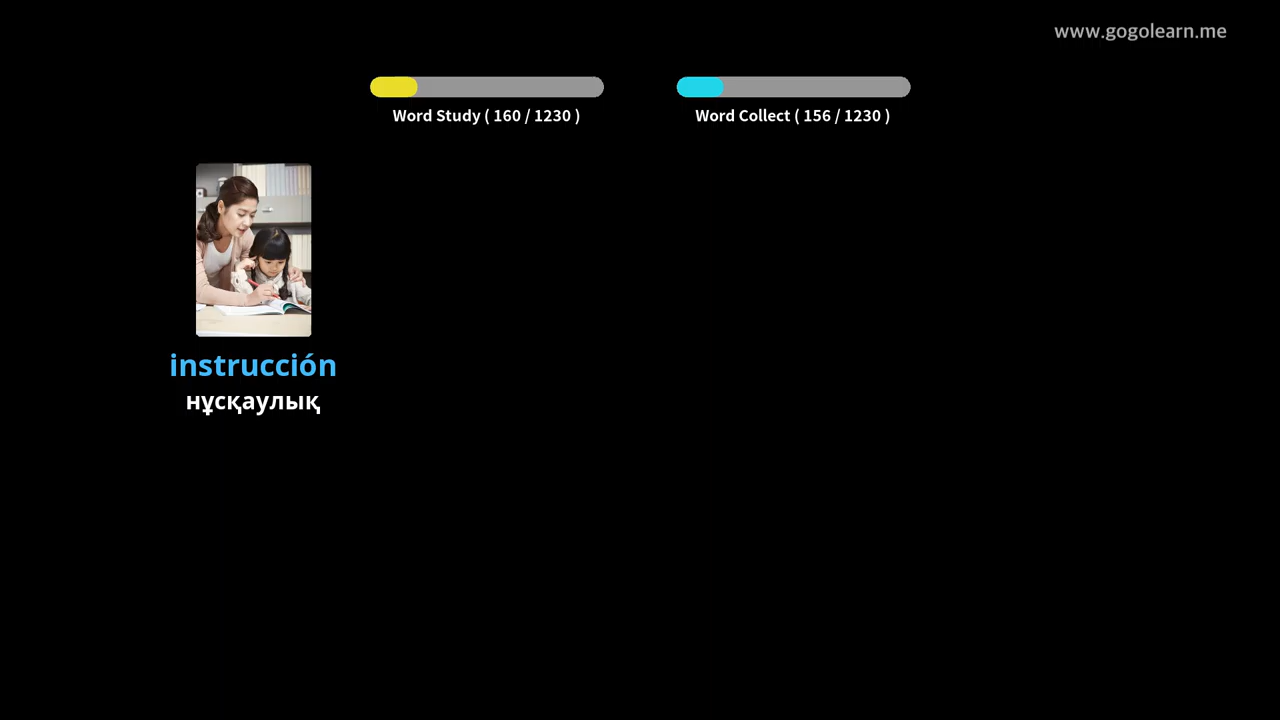 www.gogolearn.me
Word Study ( 160 / 1230 )
Word Collect ( 156 / 1230 )
instrucción
нұсқаулық